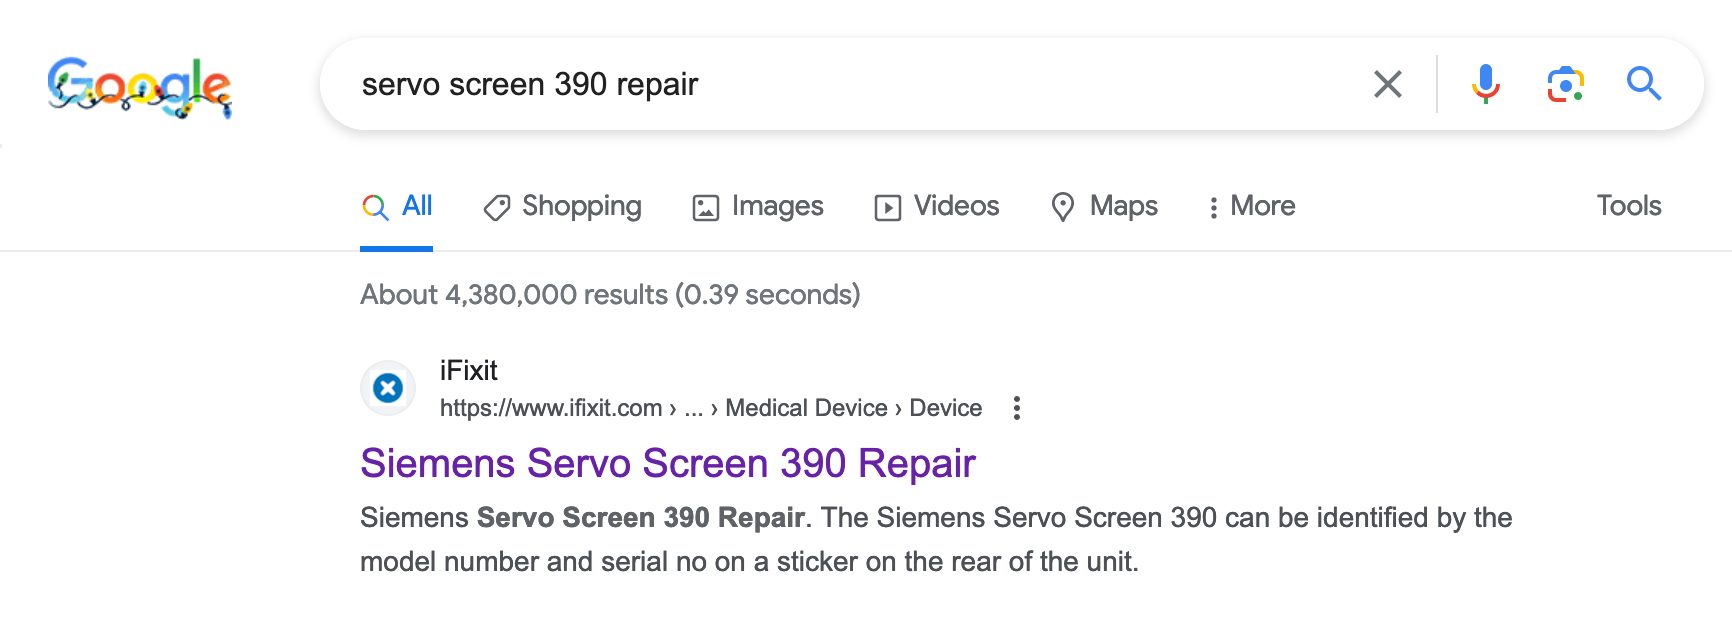 Google
servo screen 390 repair
All Shopping Images Videos Maps More Tools
About 4,380,000 results (0.39 seconds)
iFixit
https://www.ifixit.com › ... › Medical Device › Device
Siemens Servo Screen 390 Repair
Siemens Servo Screen 390 Repair. The Siemens Servo Screen 390 can be identified by the
model number and serial no on a sticker on the rear of the unit.